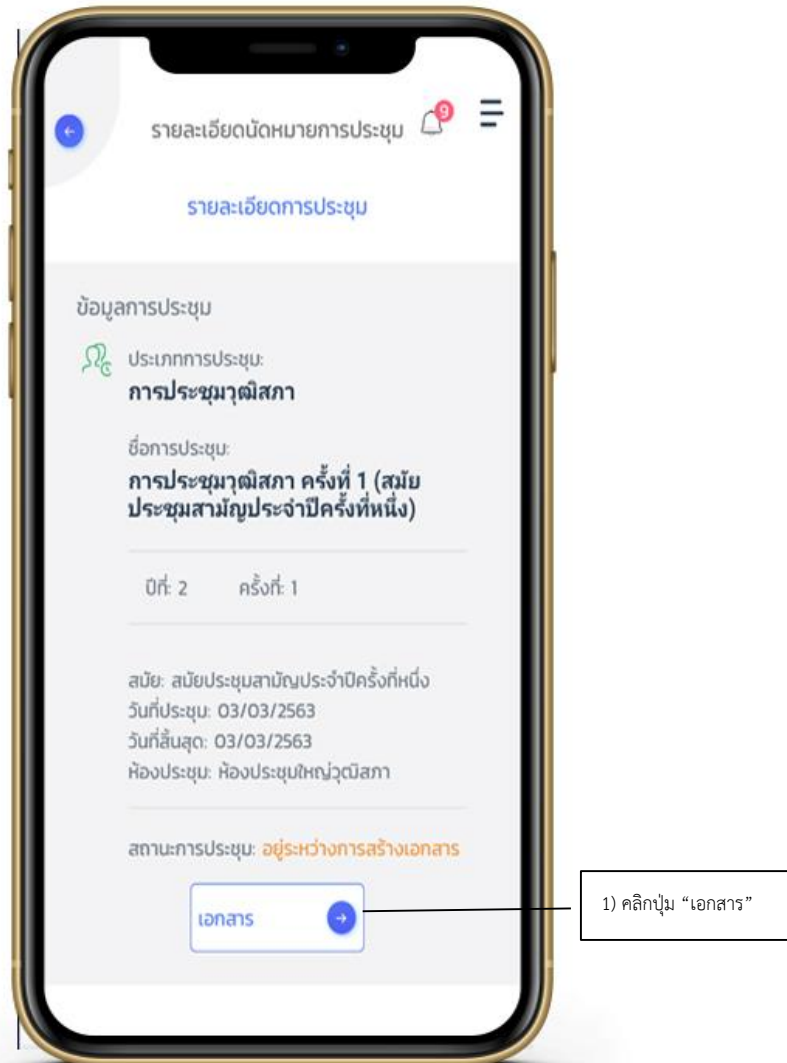 รายละเอียดนัดหมายการประชุม
9
รายละเอียดการประชุม
ข้อมูลการประชุม
ประเภทการประชุม:
การประชุมวุฒิสภา
ชื่อการประชุม:
การประชุมวุฒิสภา ครั้งที่ 1 (สมัย
ประชุมสามัญประจำปีครั้งที่หนึ่ง)
ปีที่: 2 ครั้งที่: 1
สมัย: สมัยประชุมสามัญประจำปีครั้งที่หนึ่ง
วันที่ประชุม: 03/03/2563
วันที่สิ้นสุด: 03/03/2563
ห้องประชุม: ห้องประชุมใหญ่วุฒิสภา
สถานะการประชุม: อยู่ระหว่างการสร้างเอกสาร
เอกสาร
1) คลิกปุ่ม “เอกสาร”